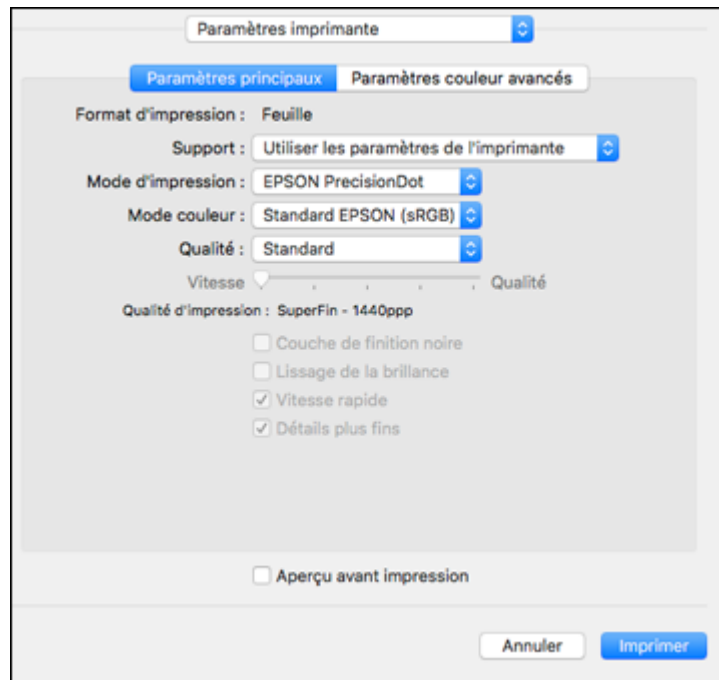 Paramètres imprimante
Paramètres principaux Paramètres couleur avancés
Format d'impression : Feuille
Support : Utiliser les paramètres de l'imprimante
Mode d'impression : EPSON PrecisionDot
Mode couleur : Standard EPSON (sRGB)
Qualité : Standard
Vitesse Qualité
Qualité d'impression : SuperFin - 1440ppp
Couche de finition noire
Lissage de la brillance
Vitesse rapide
Détails plus fins
Aperçu avant impression
Annuler Imprimer